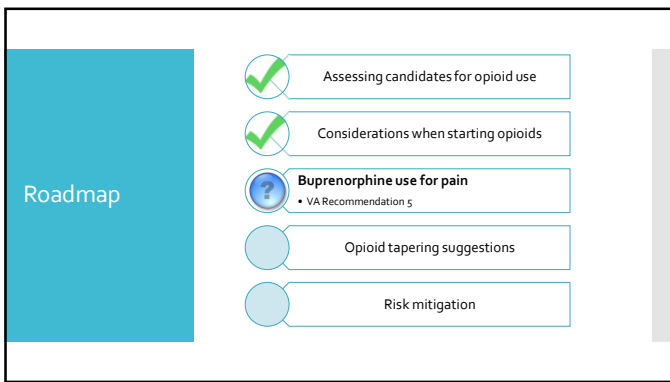 Roadmap
Assessing candidates for opioid use
Considerations when starting opioids
?
Buprenorphine use for pain
• VA Recommendation 5
Opioid tapering suggestions
Risk mitigation